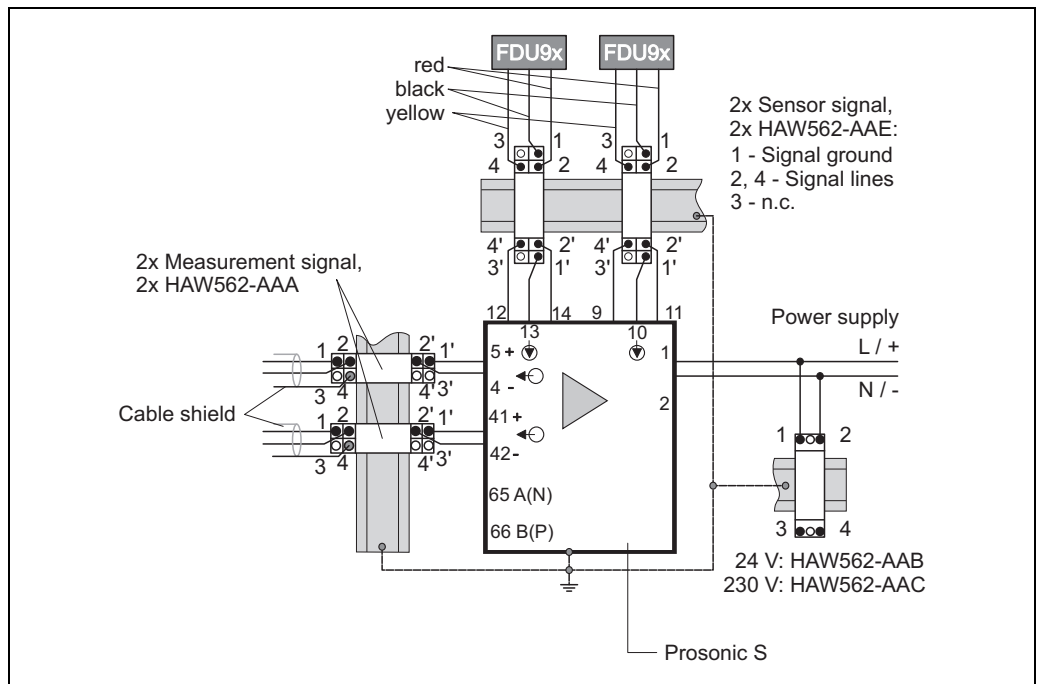 FDU9x FDU9x
red
black
yellow
2x Sensor signal,
2x HAW562-AAE:
1 - Signal ground
2, 4 - Signal lines
3 - n.c.
3 1 3 1
4 2 4 2
4' 2' 4' 2'
3' 1' 3' 1'
2x Measurement signal,
2x HAW562-AAA
12 14 9 11
13 10
Power supply
L / +
N / -
1 2 2' 1'
5 + 1
3 4 4' 3'
4 - 2
Cable shield
1 2 2' 1'
41 +
3 4 4' 3'
42 -
1 2
65 A(N)
66 B(P)
3 4
24 V: HAW562-AAB
230 V: HAW562-AAC
Prosonic S